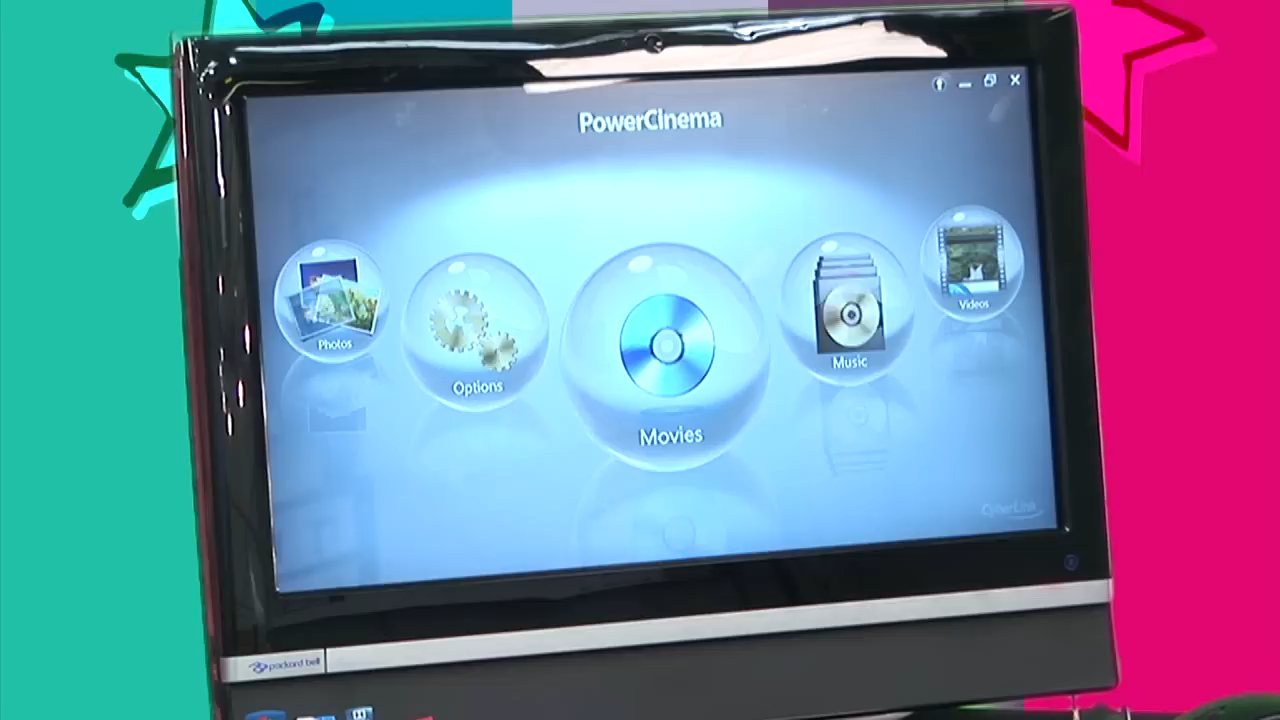 PowerCinema
Photos
Options
Movies
Music
Videos
CyberLink
packard bell